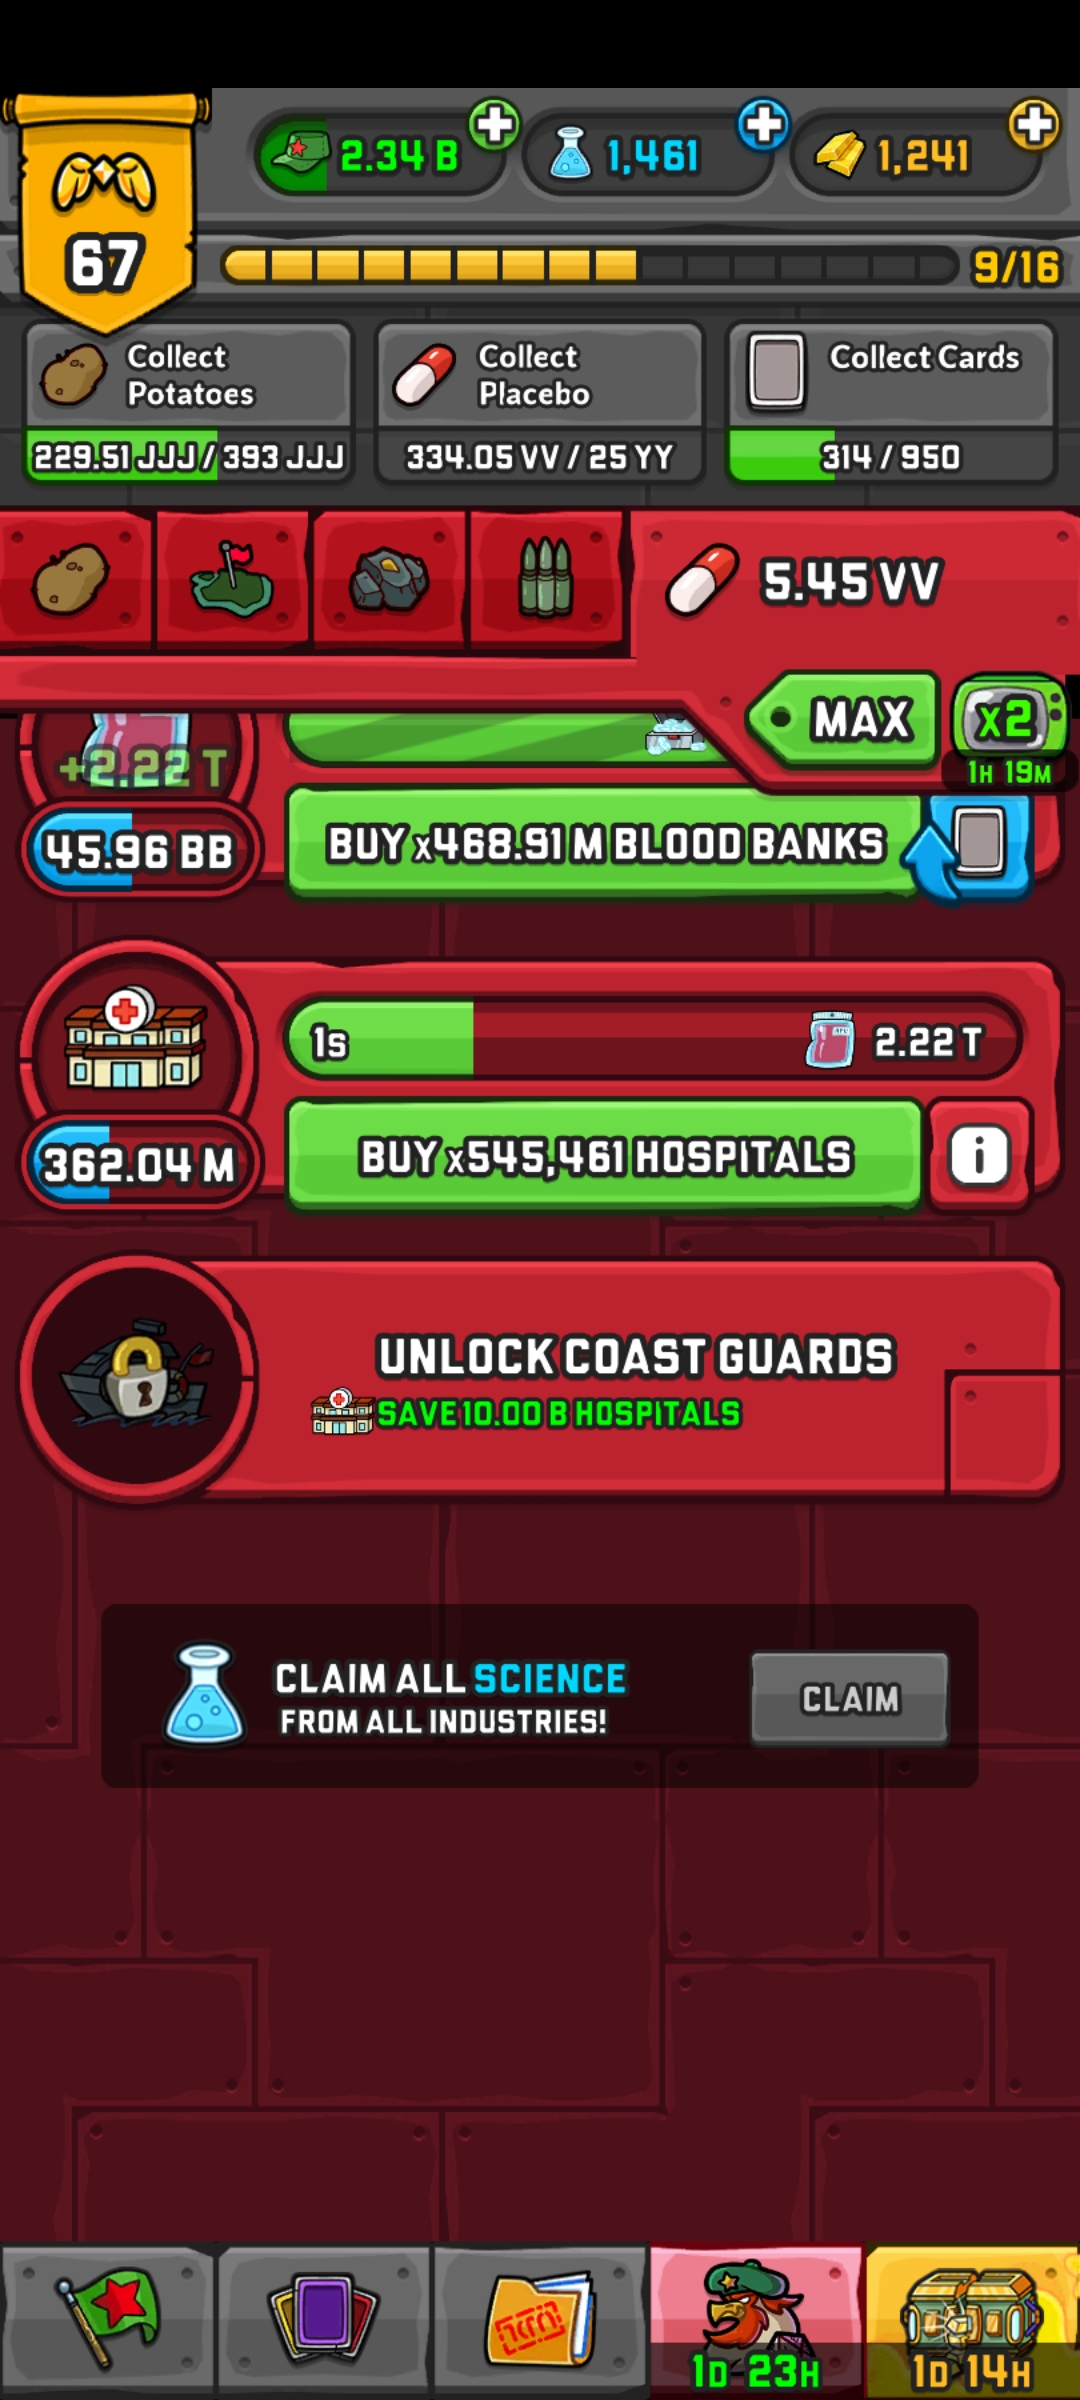 2.34 B
1,461
1,241
67
9/16
Collect
Potatoes
229.51 JJJ / 393 JJJ
Collect
Placebo
334.05 VV / 25 YY
Collect Cards
314 / 950
5.45 VV
MAX
x2
1H 19M
+2.22 T
45.96 BB
BUY x468.91 M BLOOD BANKS
1s
2.22 T
362.04 M
BUY x545,461 HOSPITALS
i
UNLOCK COAST GUARDS
SAVE 10.00 B HOSPITALS
CLAIM ALL SCIENCE
FROM ALL INDUSTRIES!
CLAIM
1D 23H
1D 14H